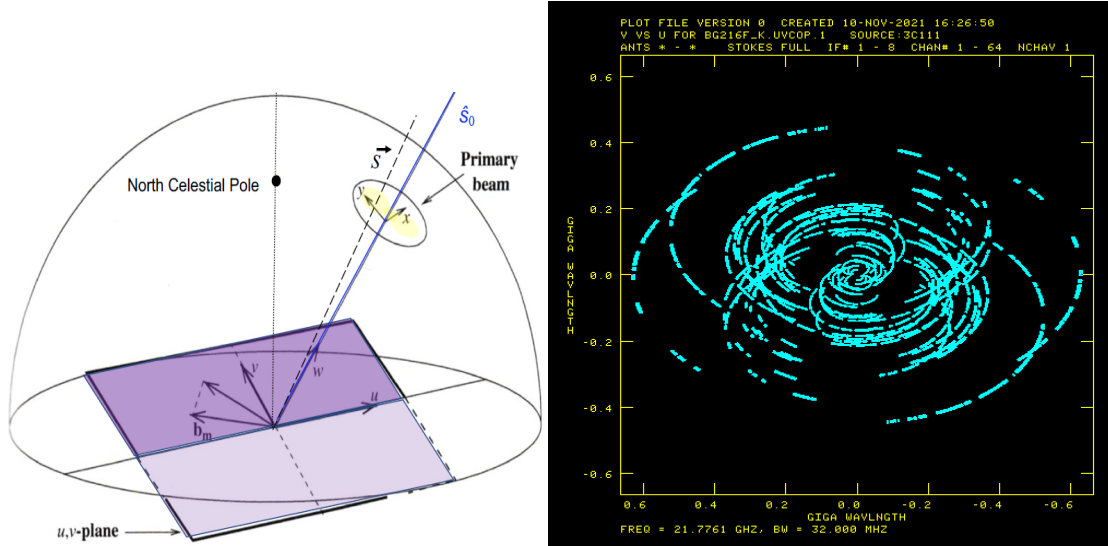 ŝ0
S
Primary
beam
North Celestial Pole
y
x
w
v
u
bm
u,v-plane
PLOT FILE VERSION 0 CREATED 10-NOV-2021 16:26:50
V VS U FOR BG216F_K.UVCOP.1 SOURCE:3C111
ANTS * - * STOKES FULL IF# 1 - 8 CHAN# 1 - 64 NCHAV 1
0.6
0.4
0.2
0.0
-0.2
-0.4
-0.6
GIGA WAVLNGTH
0.6 0.4 0.2 0.0 -0.2 -0.4 -0.6
GIGA WAVLNGTH
FREQ = 21.7761 GHZ, BW = 32.000 MHZ